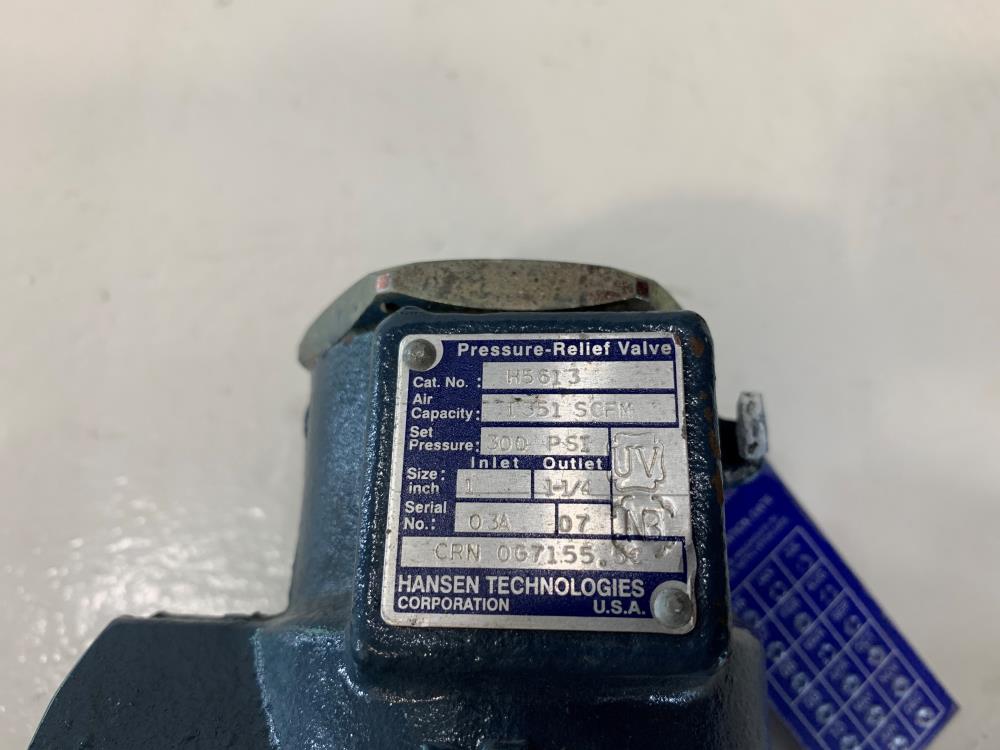 Pressure-Relief Valve
Cat. No. : H5613
Air
Capacity: 1351 SCFM
Set
Pressure: 300 PSI
Inlet Outlet
Size: inch 1 1-1/4
UV
NB
Serial
No.: 03A 07
CRN 0G7155.
HANSEN TECHNOLOGIES
CORPORATION U.S.A.